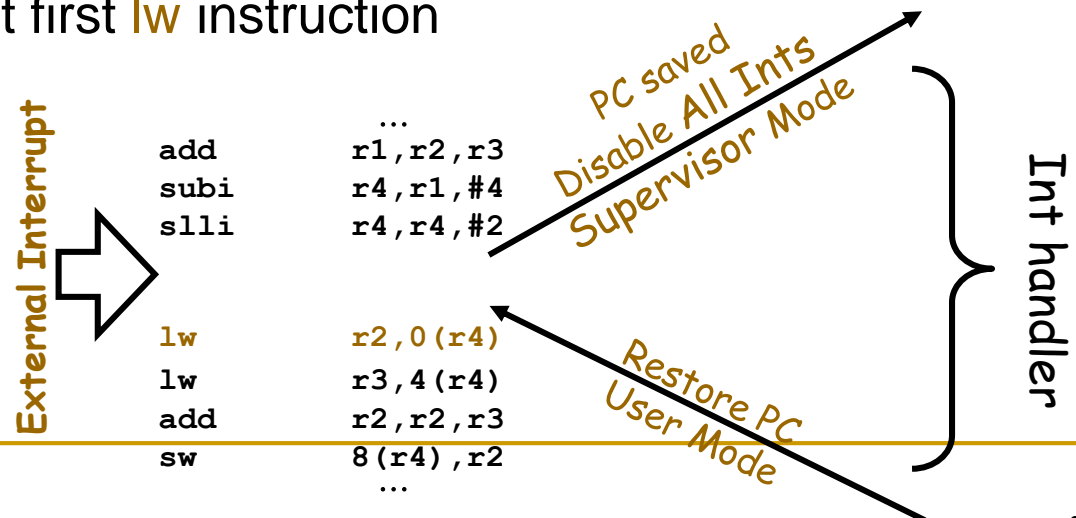 t first lw instruction
External Interrupt
...
add r1,r2,r3
subi r4,r1,#4
slli r4,r4,#2
lw r2,0(r4)
lw r3,4(r4)
add r2,r2,r3
sw 8(r4),r2
...
PC saved
Disable All Ints
Supervisor Mode
Restore PC
User Mode
Int handler